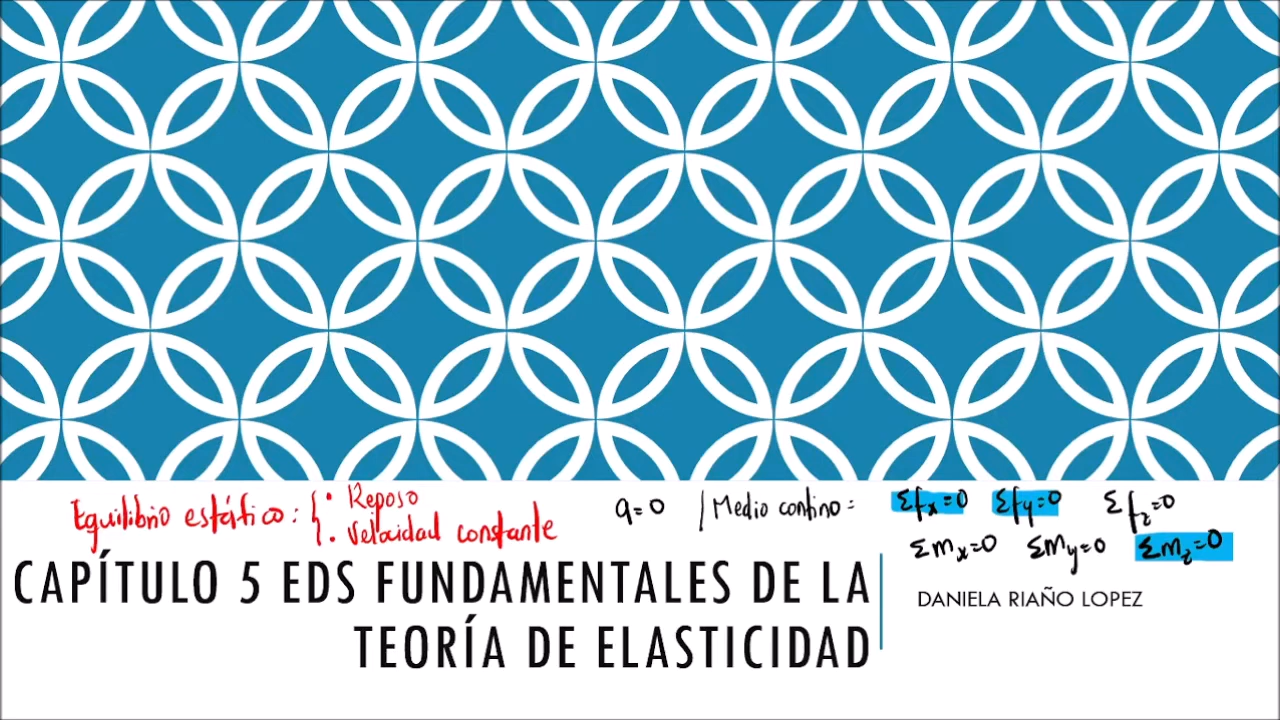 Equilibrio estático: { · Reposo
· Velocidad constante
a=0 | Medio contino: Σfx=0 Σfy=0 Σfz=0
Σmx=0 Σmy=0 Σmz=0
CAPÍTULO 5 EDS FUNDAMENTALES DE LA
TEORÍA DE ELASTICIDAD
DANIELA RIAÑO LOPEZ